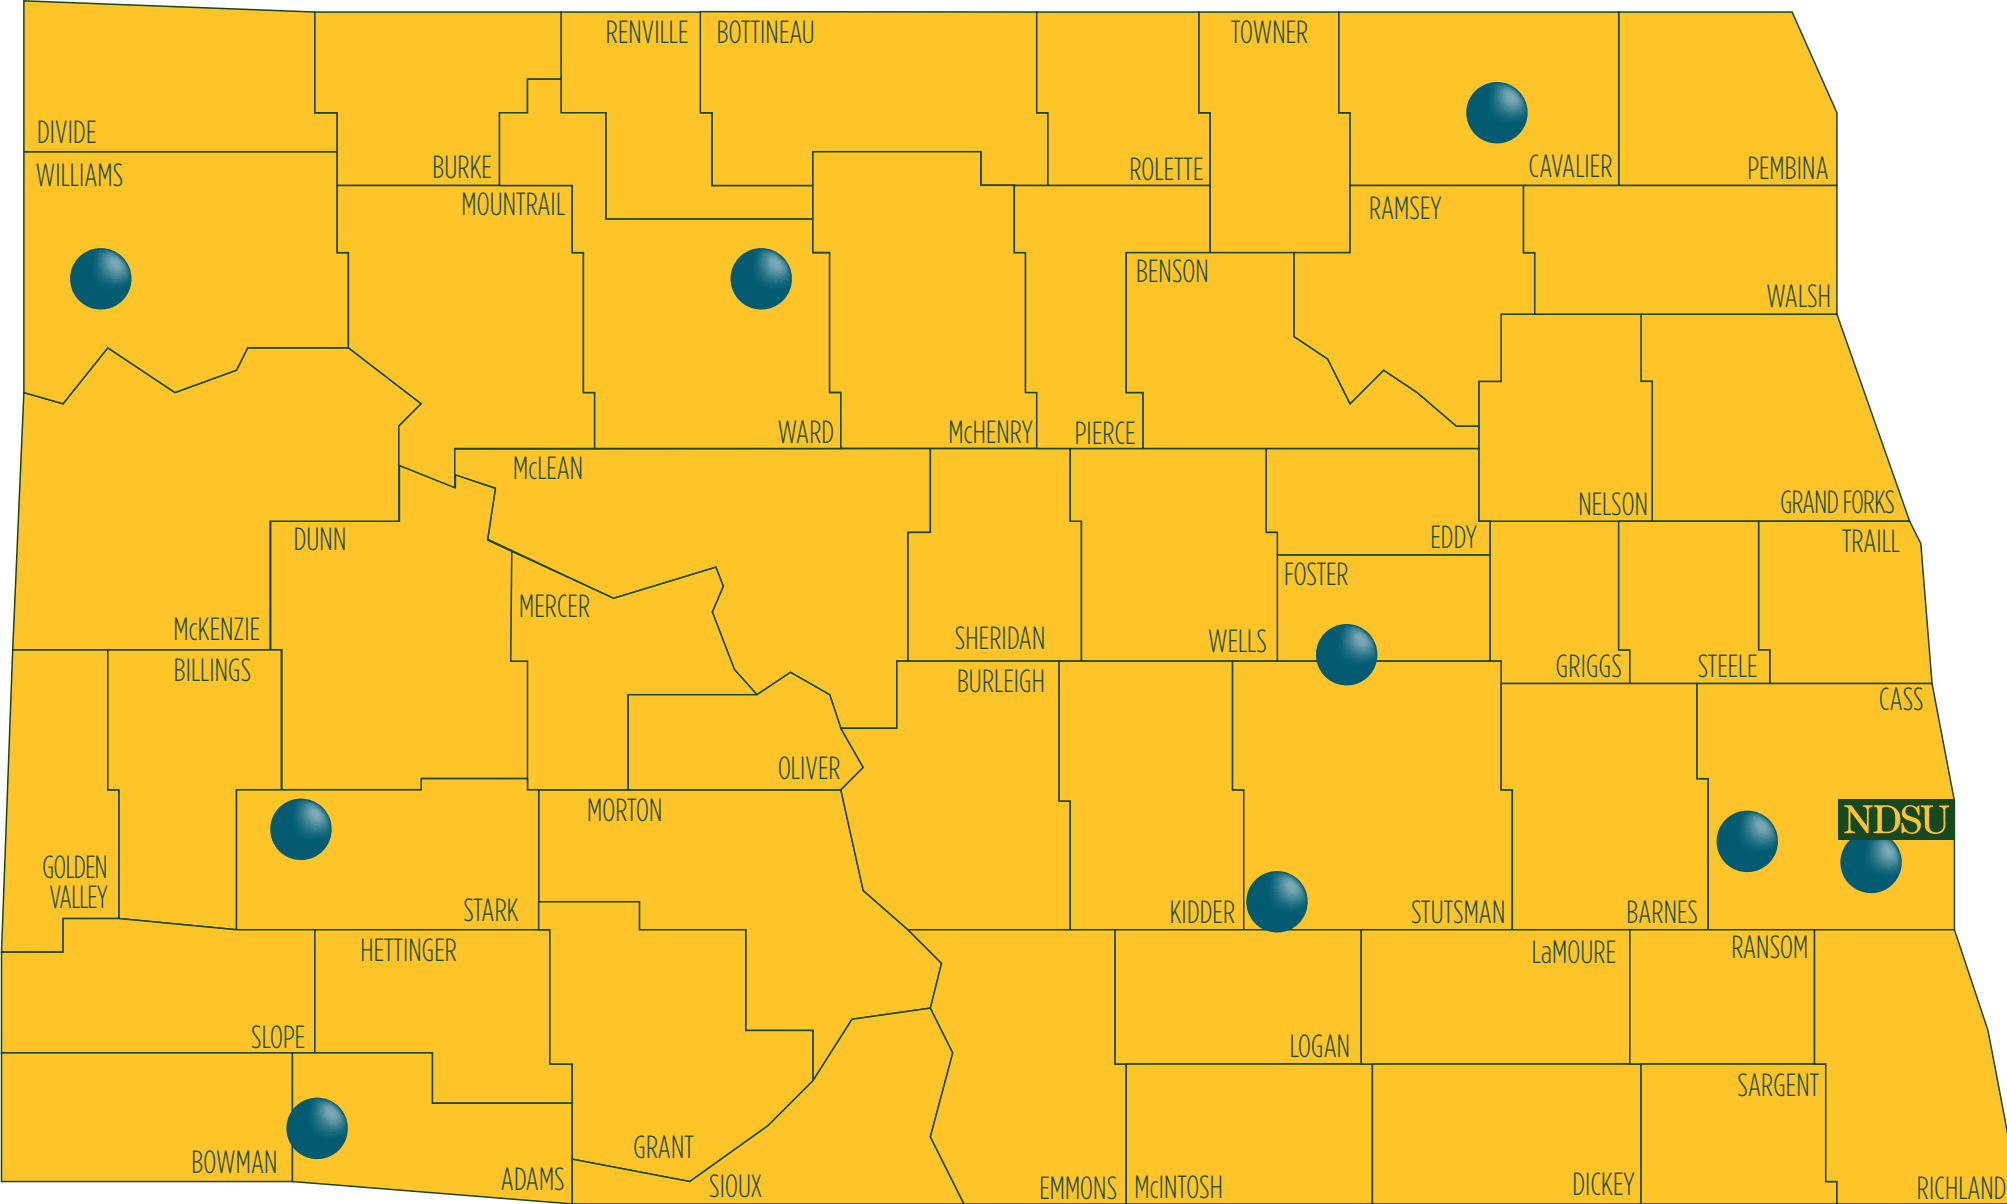 RENVILLE
BOTTINEAU
TOWNER
DIVIDE
BURKE
ROLETTE
CAVALIER
PEMBINA
WILLIAMS
MOUNTRAIL
RAMSEY
BENSON
WALSH
WARD
McHENRY
PIERCE
McLEAN
NELSON
GRAND FORKS
DUNN
EDDY
TRAILL
FOSTER
MERCER
McKENZIE
SHERIDAN
WELLS
GRIGGS
STEELE
BILLINGS
BURLEIGH
CASS
OLIVER
MORTON
NDSU
GOLDEN
VALLEY
STARK
KIDDER
STUTSMAN
BARNES
HETTINGER
LaMOURE
RANSOM
SLOPE
LOGAN
SARGENT
GRANT
BOWMAN
ADAMS
SIOUX
EMMONS
McINTOSH
DICKEY
RICHLAND